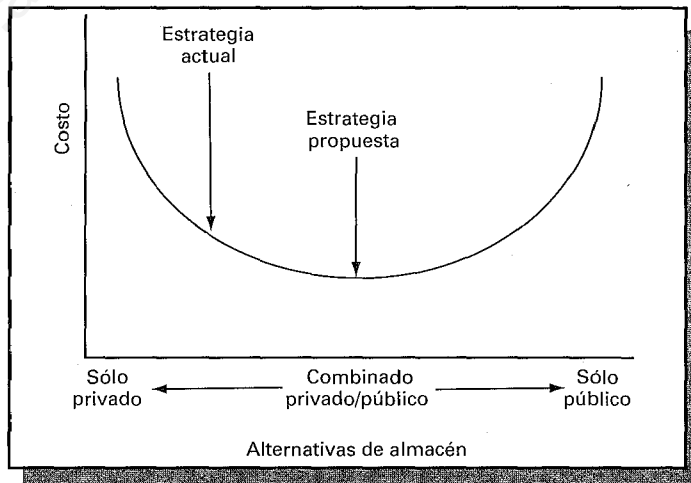 Estrategia
actual
Estrategia
propuesta
Costo
Sólo
privado
Combinado
privado/público
Sólo
público
Alternativas de almacén